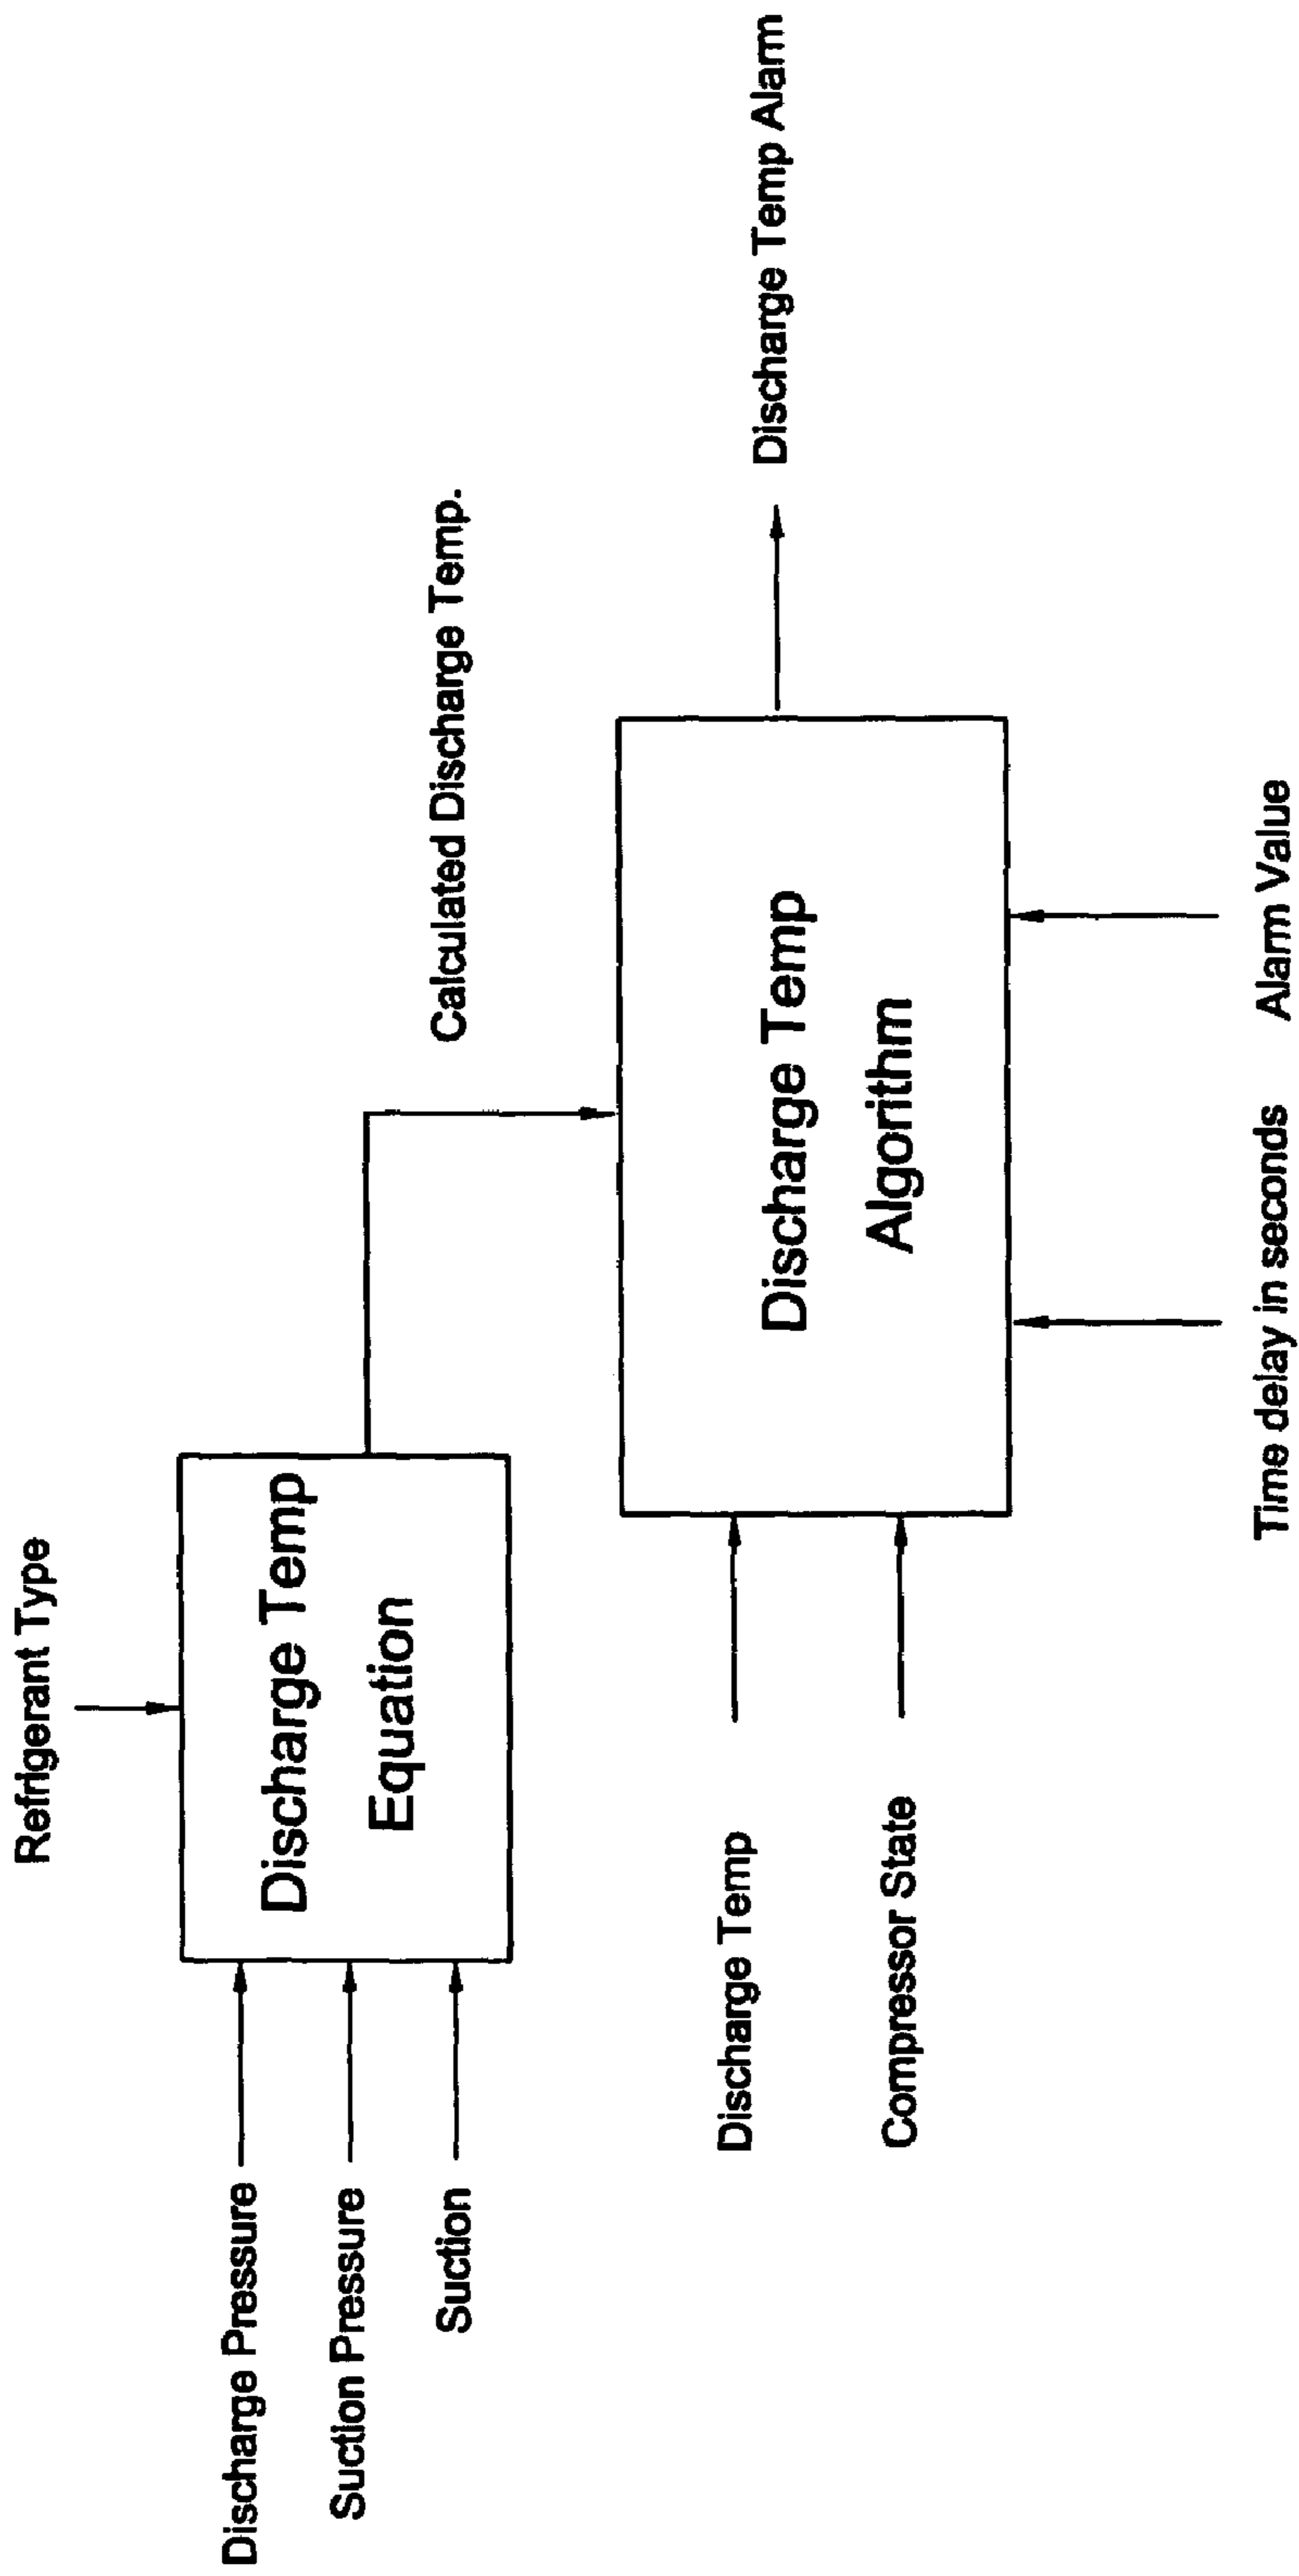 Refrigerant Type
Discharge Pressure
Suction Pressure
Suction
Discharge Temp
Equation
Calculated Discharge Temp.
Discharge Temp
Compressor State
Discharge Temp
Algorithm
Discharge Temp Alarm
Time delay in seconds
Alarm Value